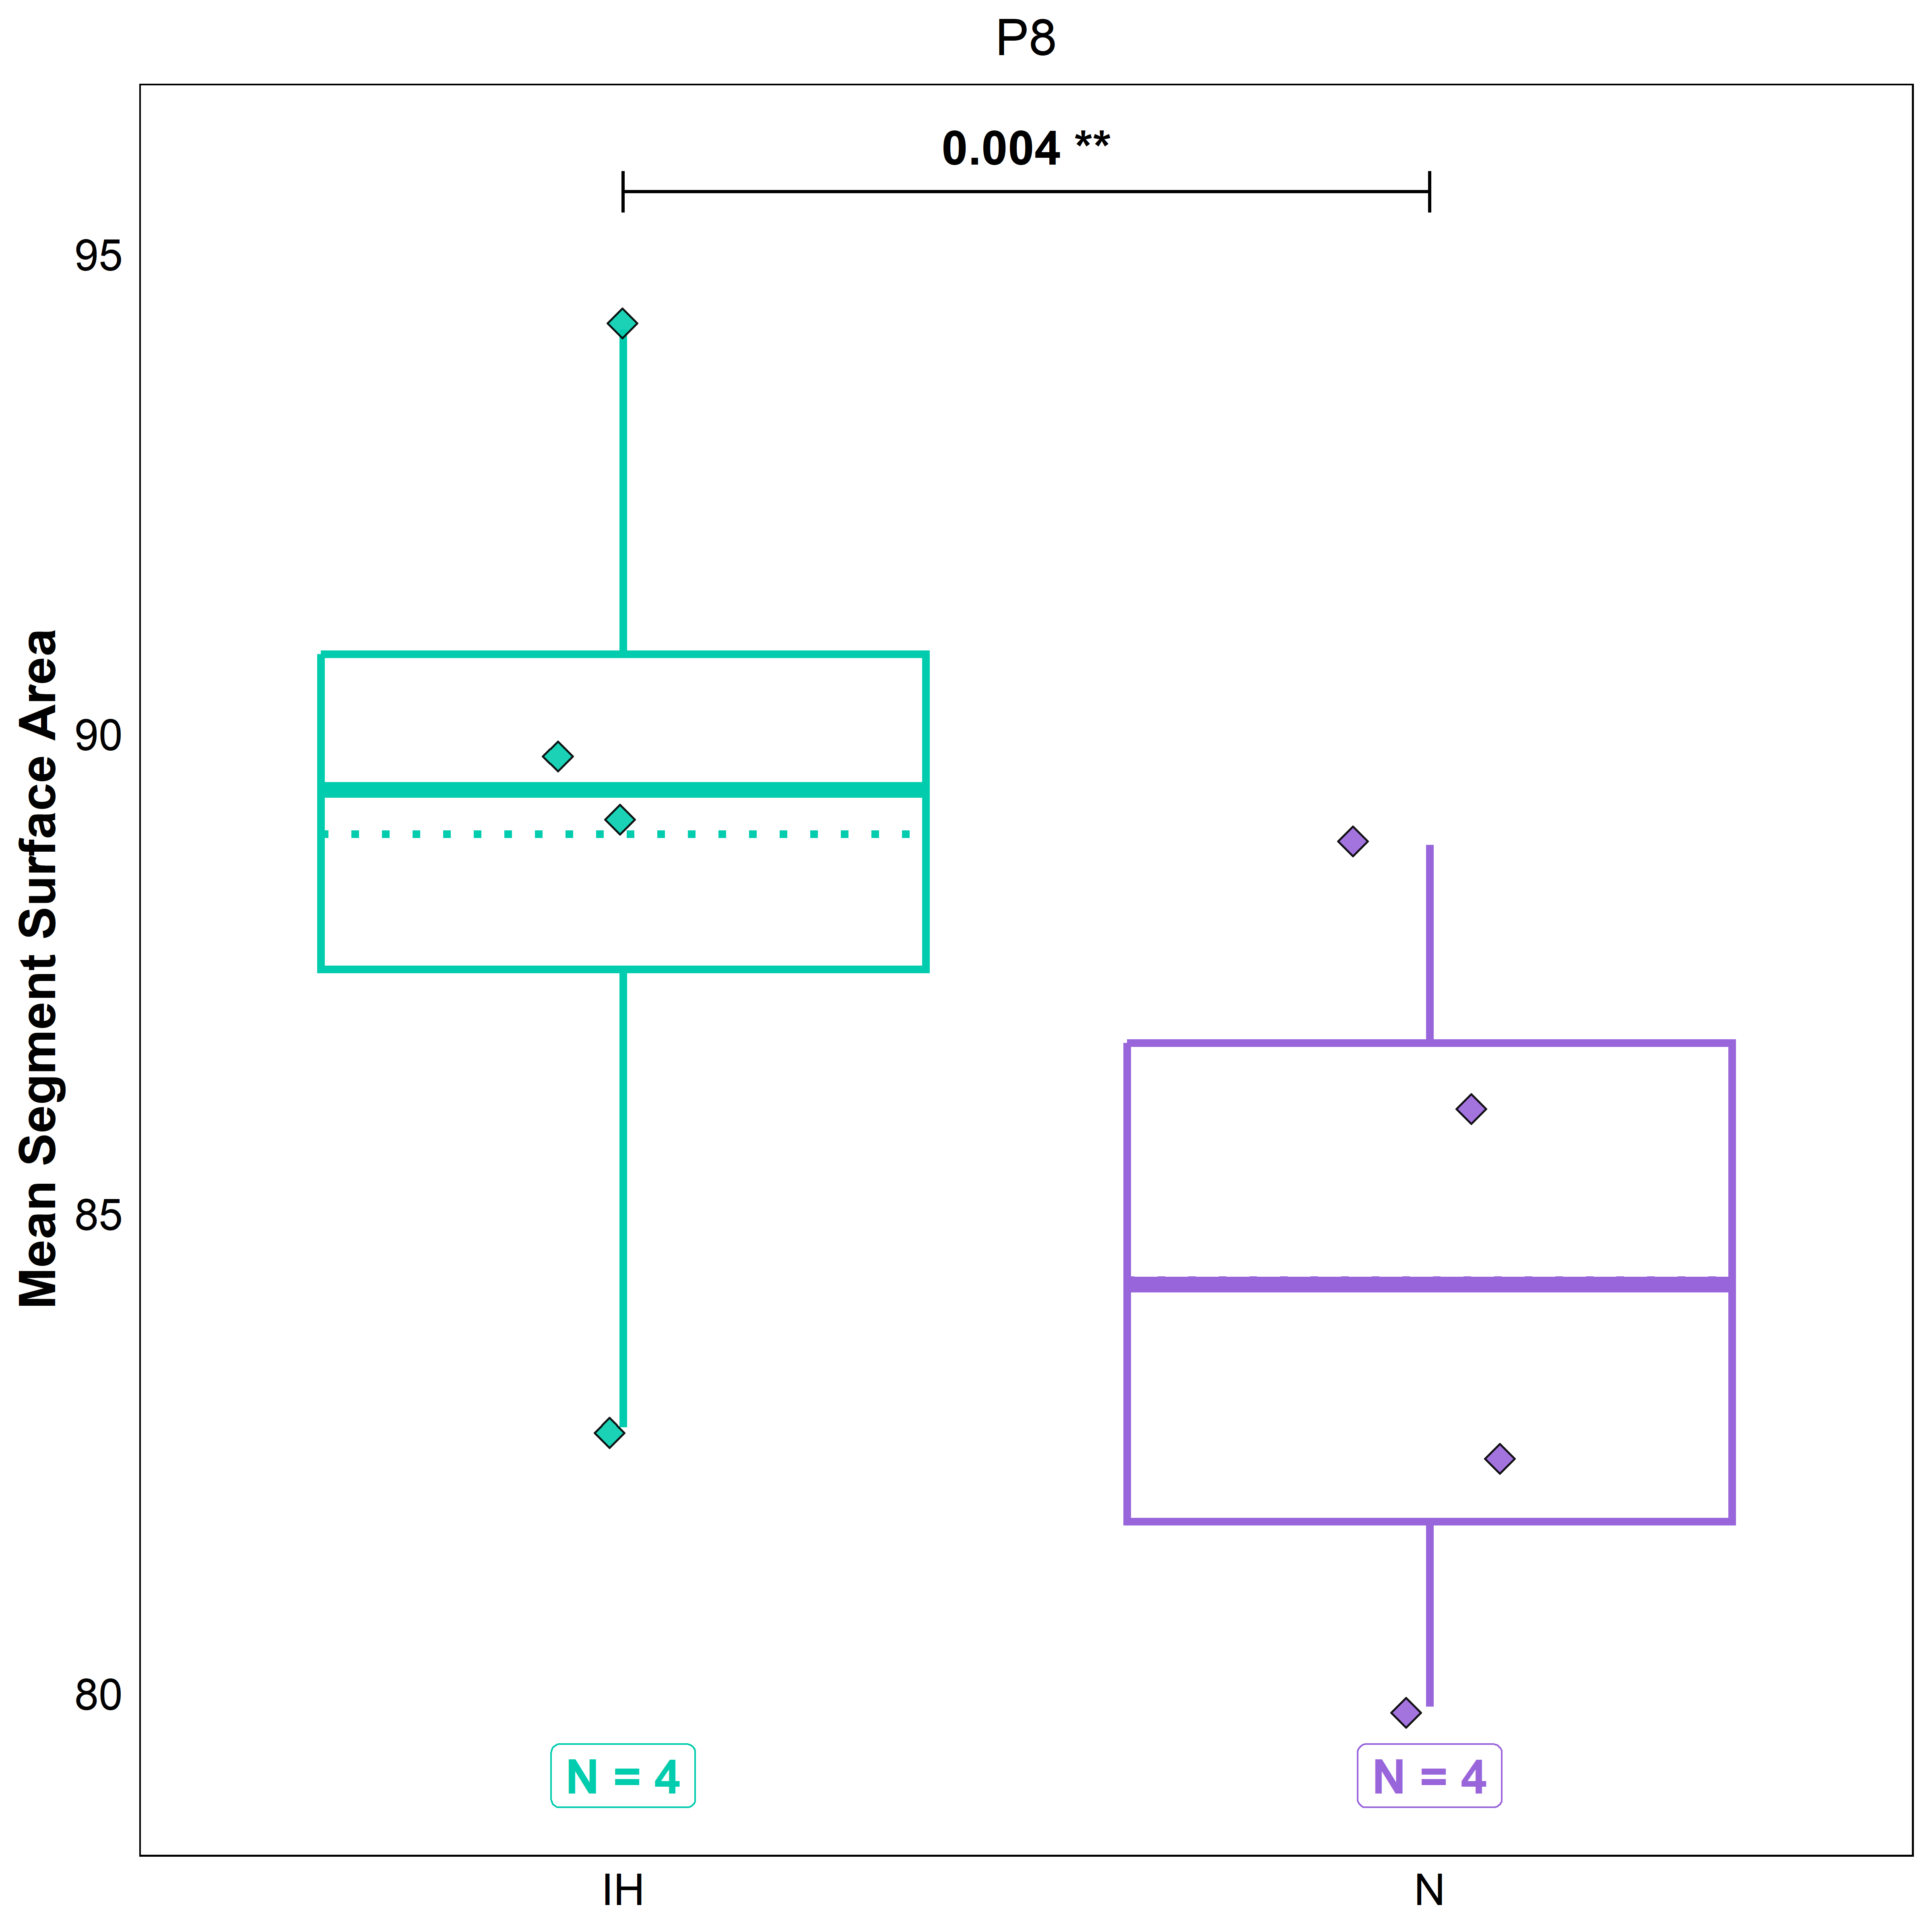 P8
0.004 **
Mean Segment Surface Area
95
90
85
80
N = 4
N = 4
IH
N